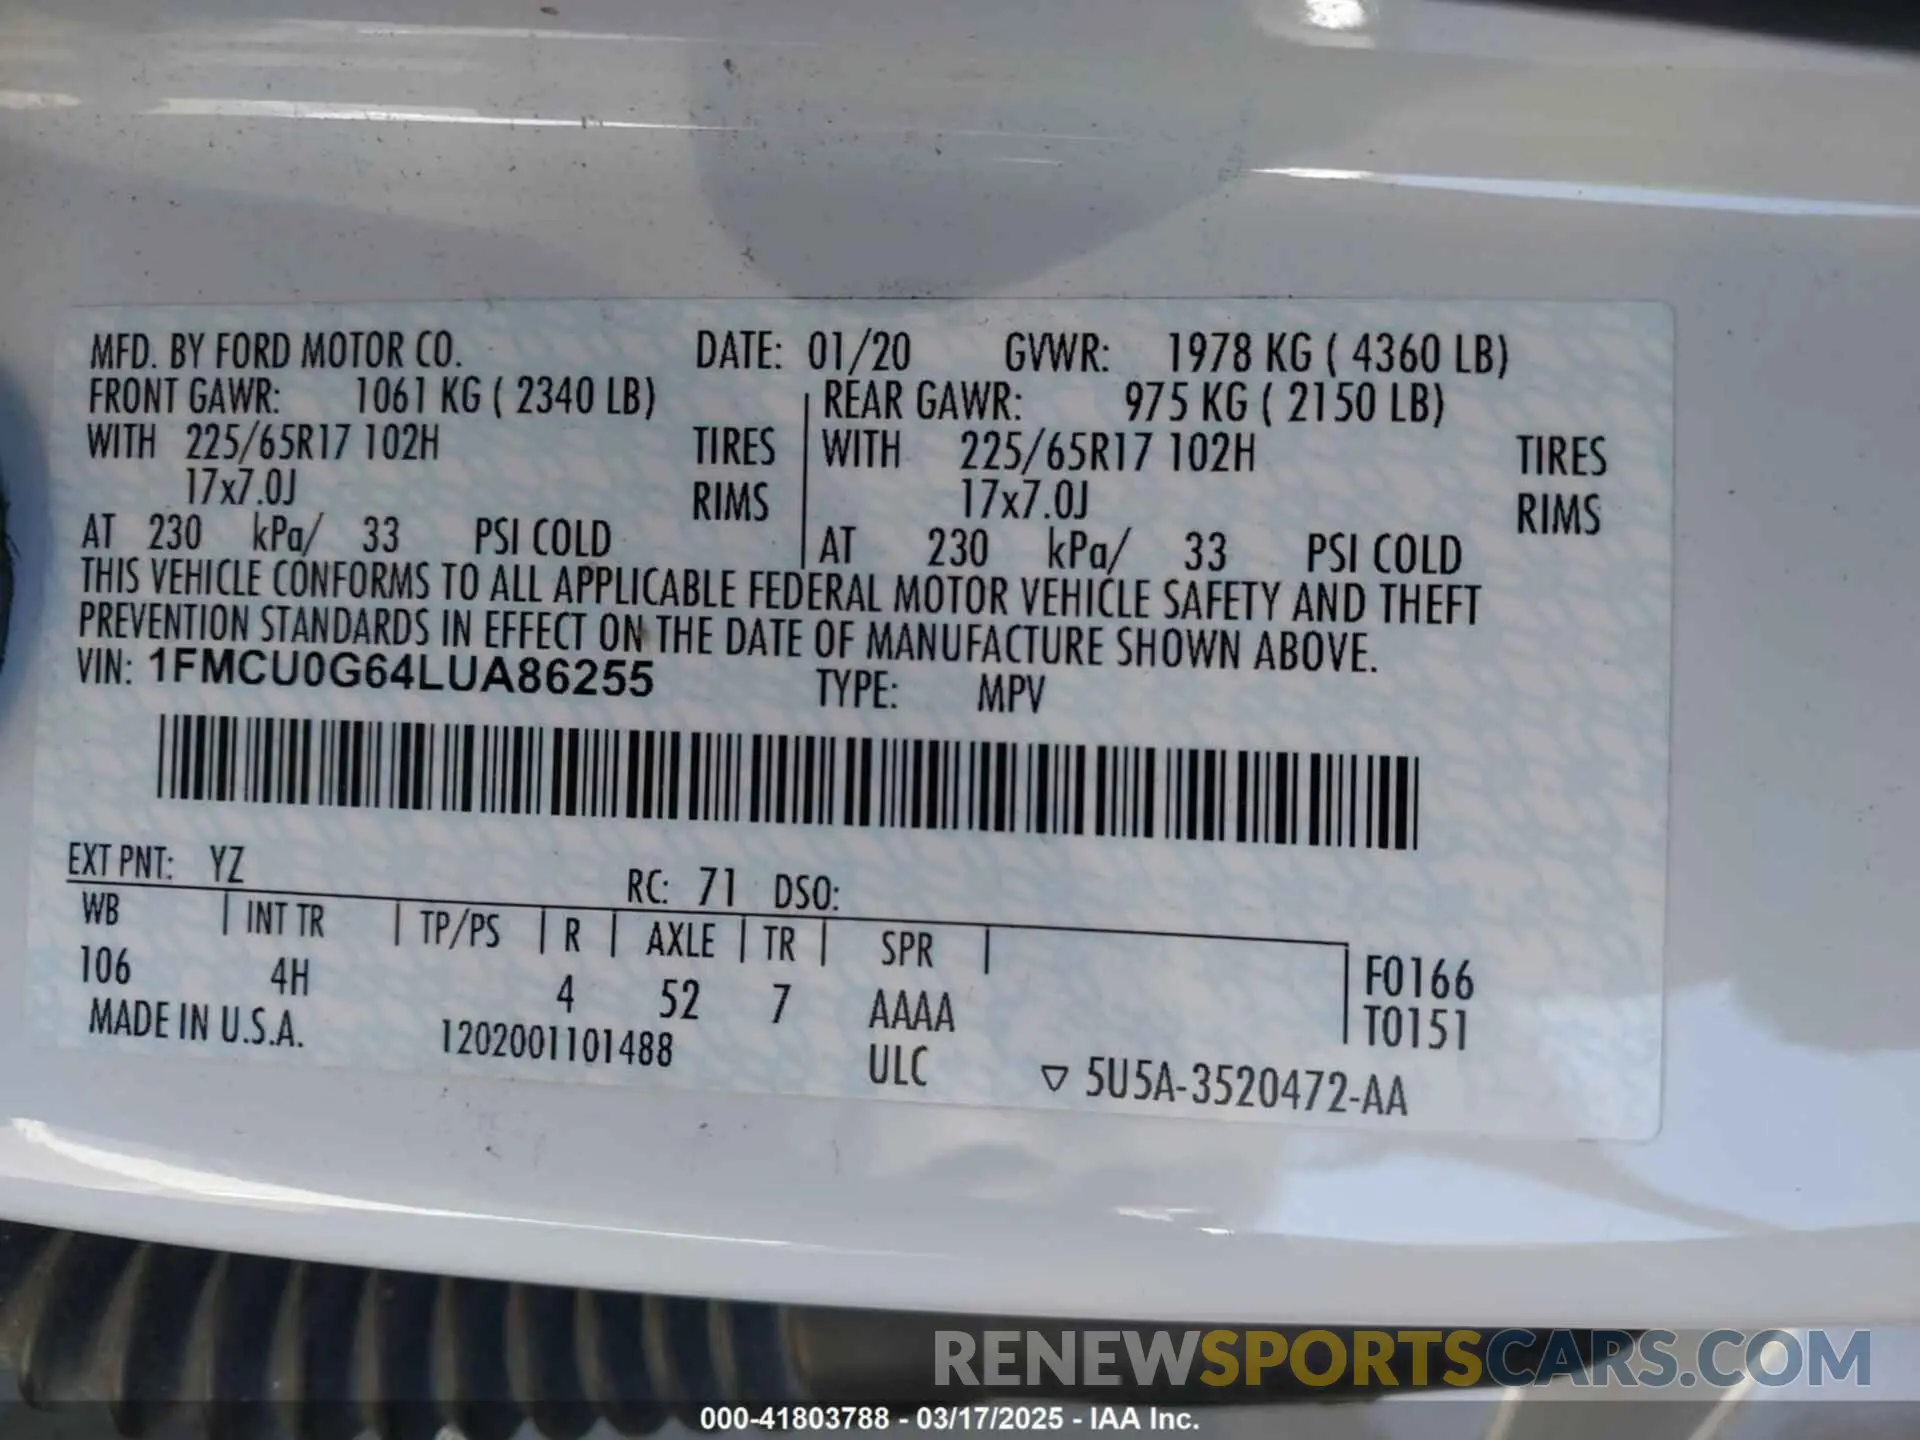 MFD. BY FORD MOTOR CO. DATE: 01/20 GVWR: 1978 KG ( 4360 LB)
FRONT GAWR: 1061 KG ( 2340 LB) REAR GAWR: 975 KG ( 2150 LB)
WITH 225/65R17 102H TIRES WITH 225/65R17 102H TIRES
17x7.0J RIMS 17x7.0J RIMS
AT 230 kPa/ 33 PSI COLD AT 230 kPa/ 33 PSI COLD
THIS VEHICLE CONFORMS TO ALL APPLICABLE FEDERAL MOTOR VEHICLE SAFETY AND THEFT
PREVENTION STANDARDS IN EFFECT ON THE DATE OF MANUFACTURE SHOWN ABOVE.
VIN: 1FMCU0G64LUA86255 TYPE: MPV
EXT PNT: YZ RC: 71 DSO:
WB INT TR TP/PS R AXLE TR SPR
106 4H 4 52 7 AAAA F0166
T0151
MADE IN U.S.A. 1202001101488 ULC ▽ 5U5A-3520472-AA
RENEWSPORTSCARS.COM
000-41803788 - 03/17/2025 - IAA Inc.